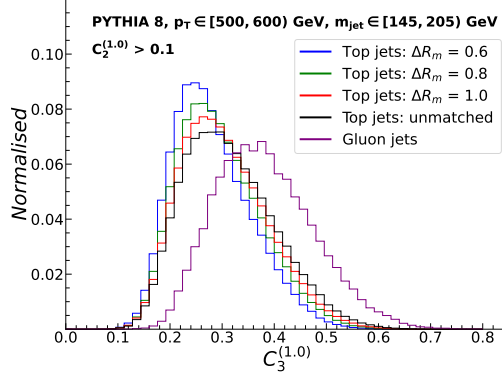 PYTHIA 8, p_T ∈ [500, 600) GeV, m_jet ∈ [145, 205) GeV
C_2^(1.0) > 0.1
Top jets: ΔR_m = 0.6
Top jets: ΔR_m = 0.8
Top jets: ΔR_m = 1.0
Top jets: unmatched
Gluon jets
Normalised
0.10
0.08
0.06
0.04
0.02
0.0 0.1 0.2 0.3 0.4 0.5 0.6 0.7 0.8
C_3^(1.0)